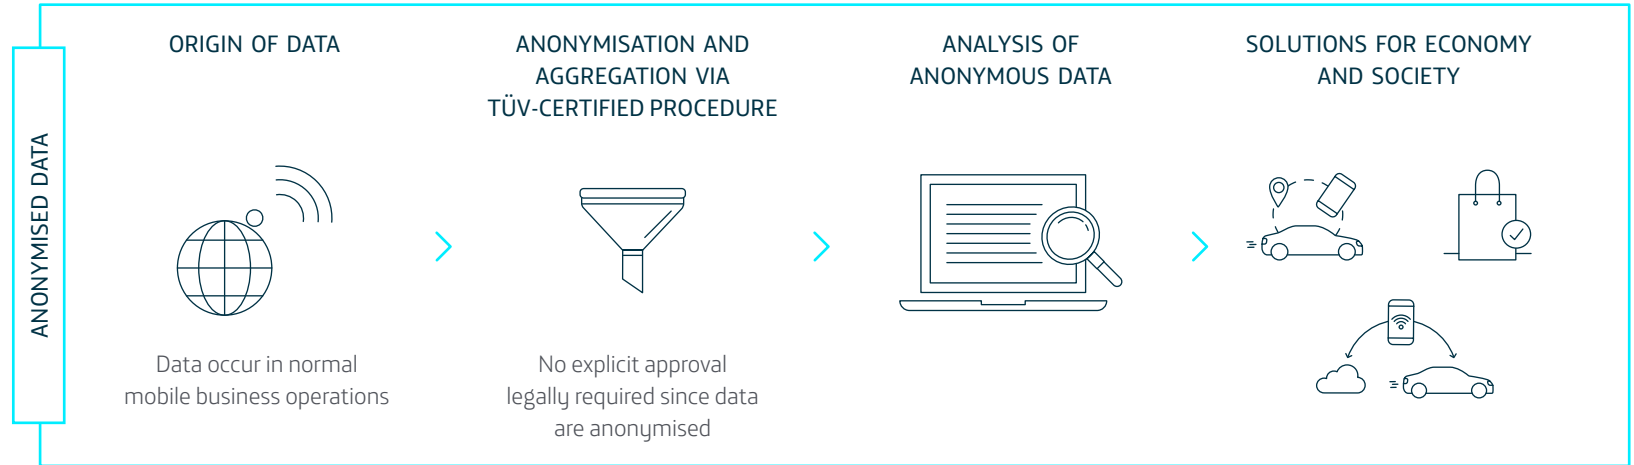 ANONYMISED DATA
ORIGIN OF DATA
Data occur in normal
mobile business operations
ANONYMISATION AND
AGGREGATION VIA
TÜV-CERTIFIED PROCEDURE
No explicit approval
legally required since data
are anonymised
ANALYSIS OF
ANONYMOUS DATA
SOLUTIONS FOR ECONOMY
AND SOCIETY